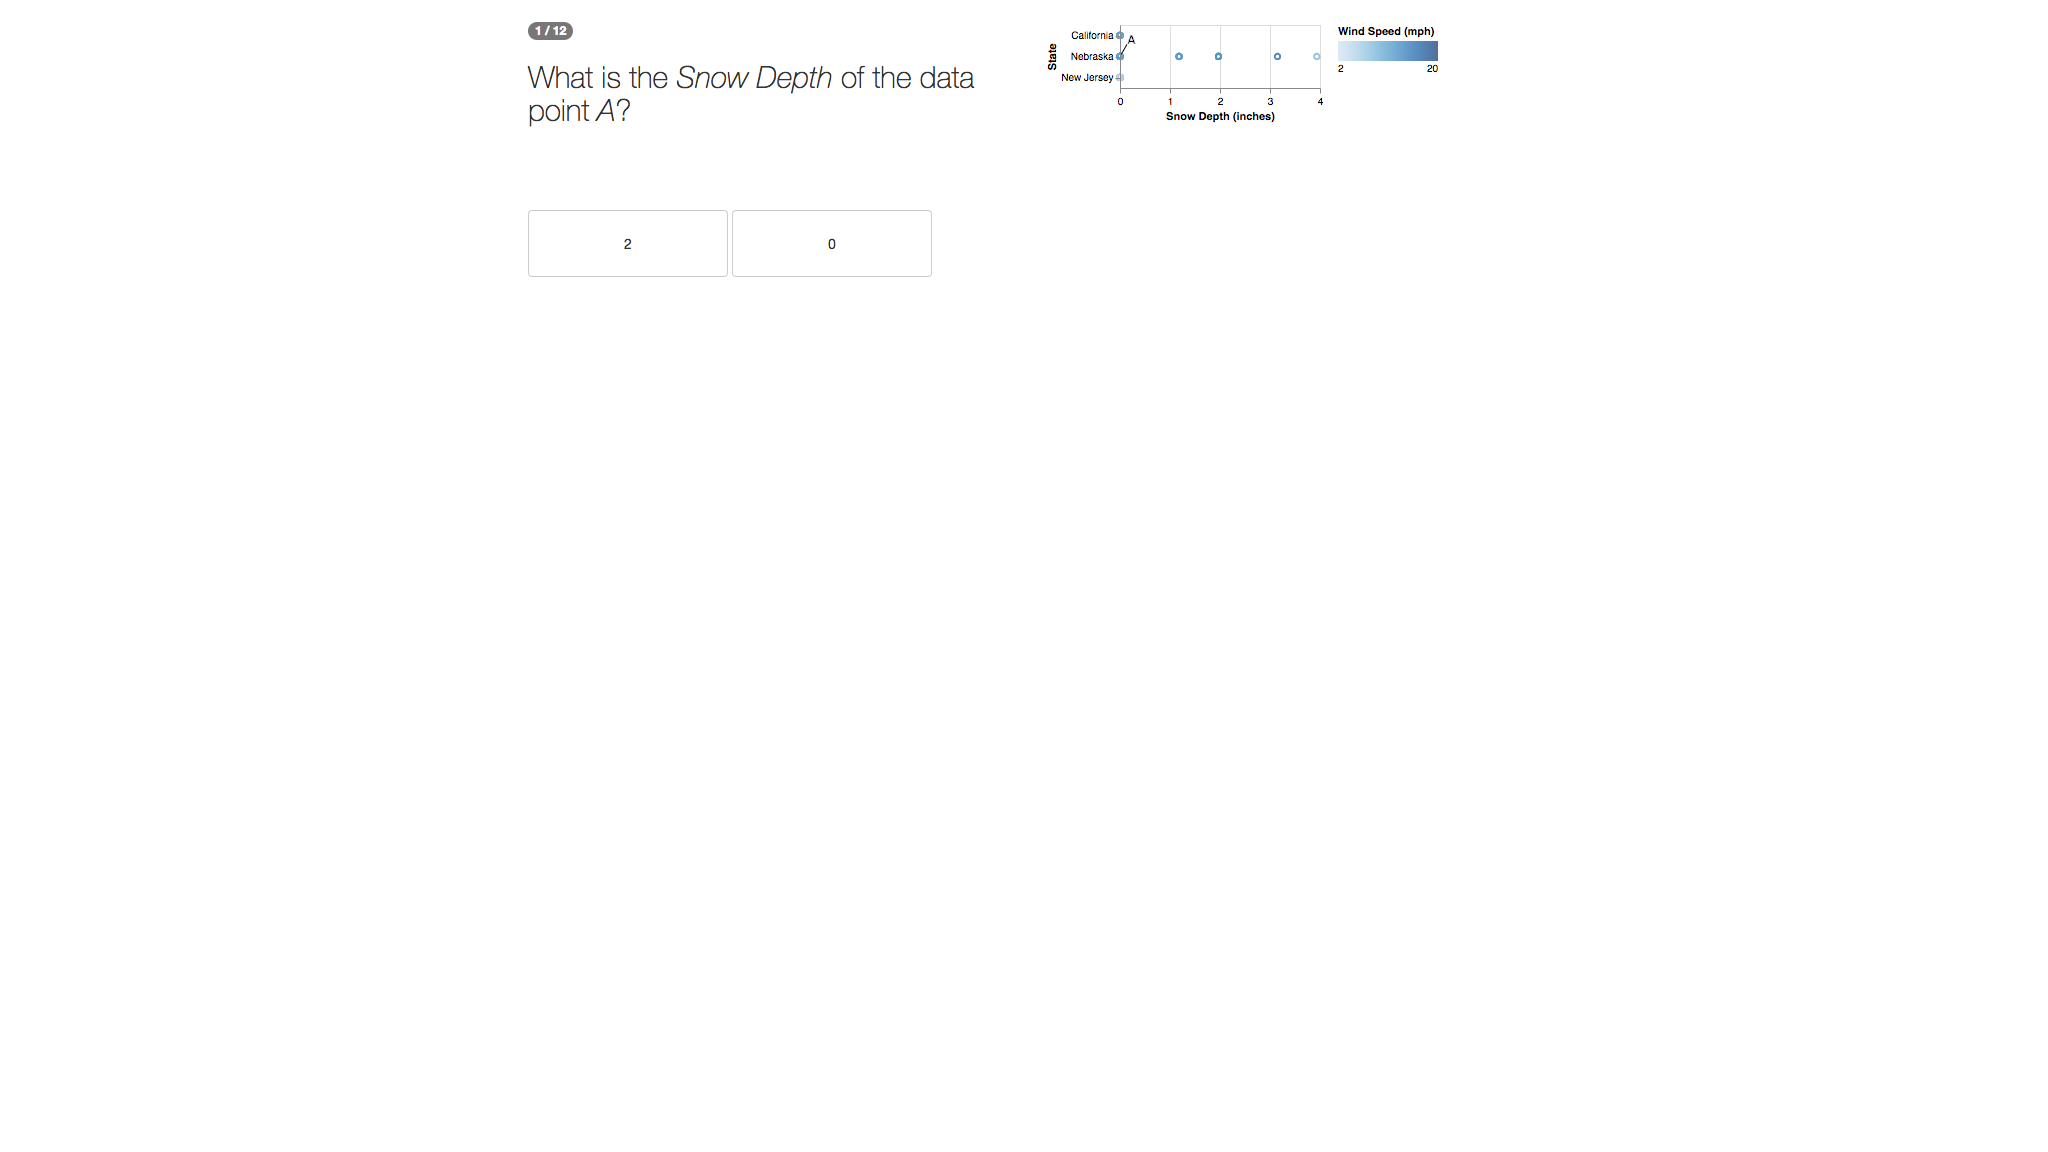 1 / 12
What is the Snow Depth of the data
point A?
2
0
State
California
Nebraska
New Jersey
A
0 1 2 3 4
Snow Depth (inches)
Wind Speed (mph)
2 20